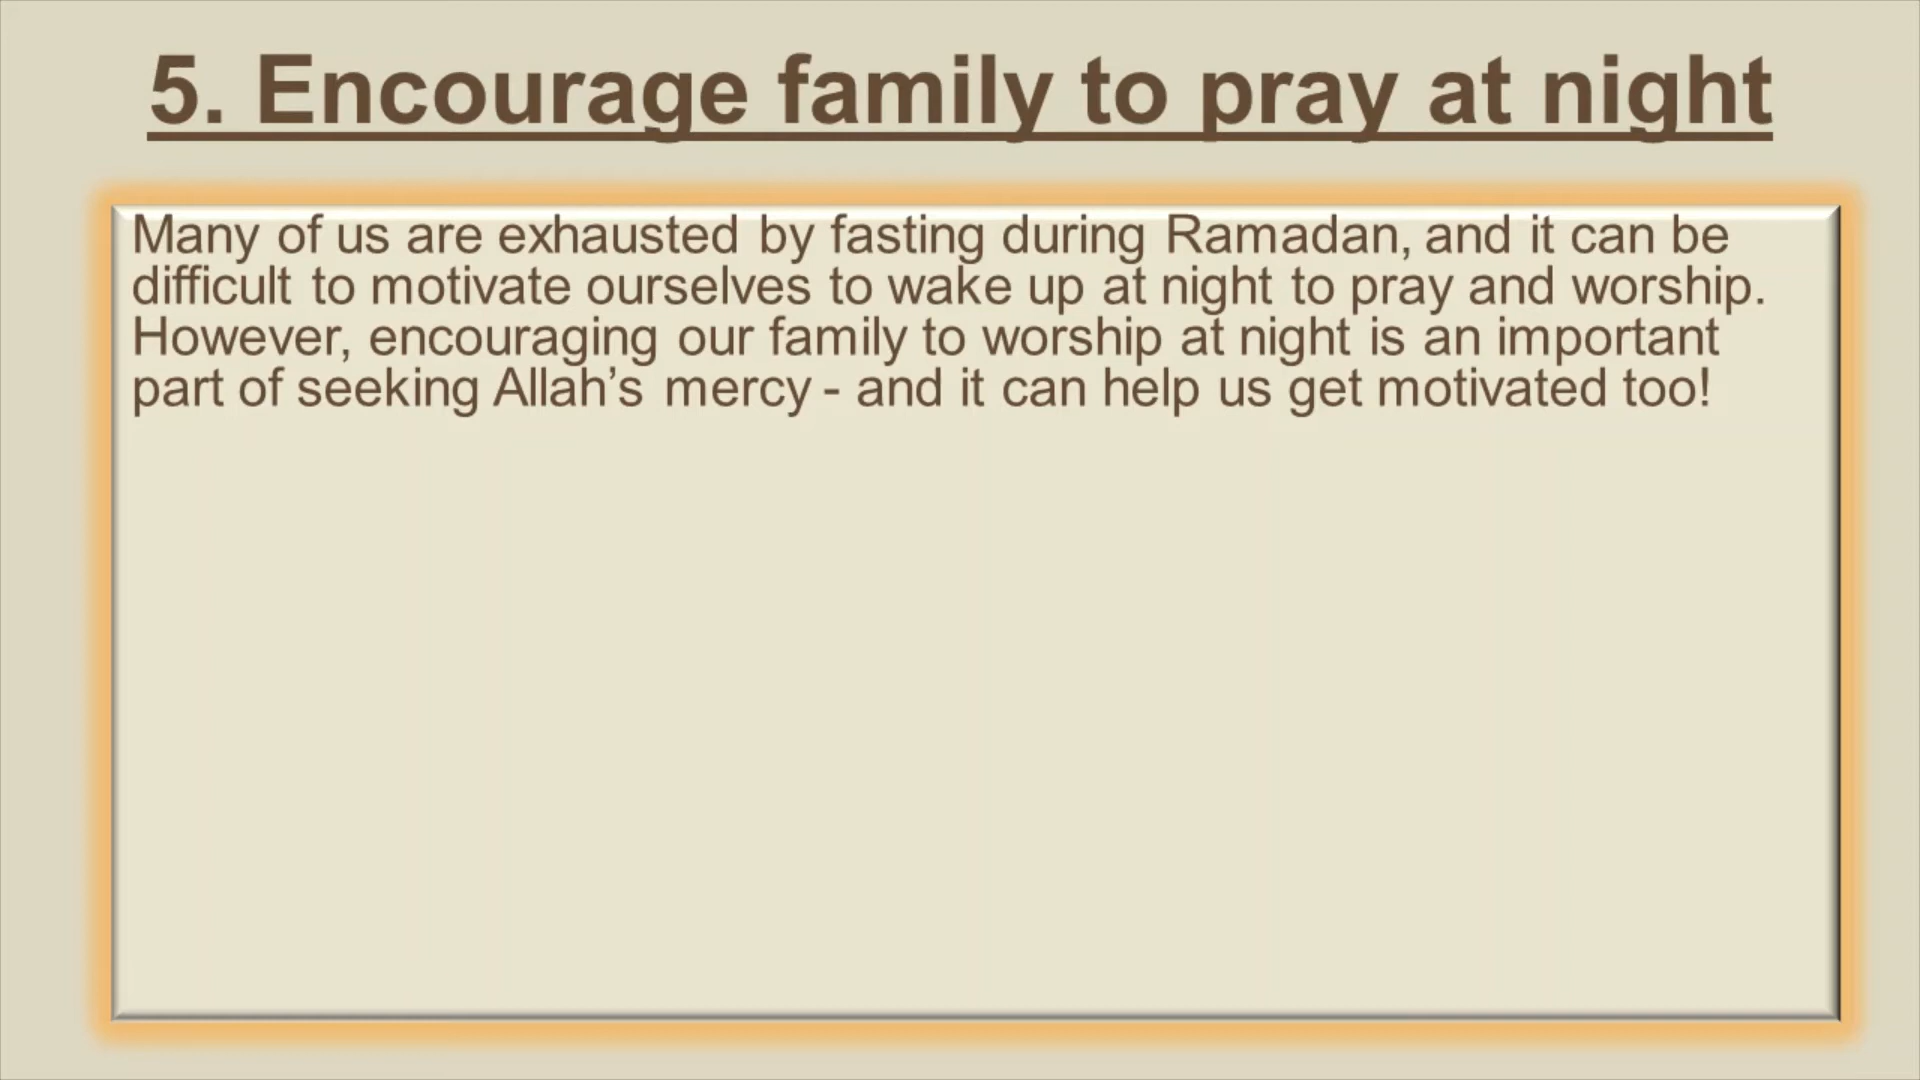 5. Encourage family to pray at night
Many of us are exhausted by fasting during Ramadan, and it can be
difficult to motivate ourselves to wake up at night to pray and worship.
However, encouraging our family to worship at night is an important
part of seeking Allah’s mercy - and it can help us get motivated too!